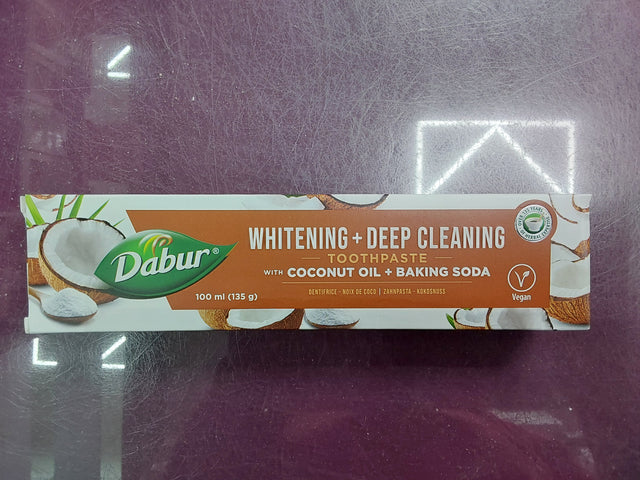 Dabur®
100 ml (135 g)
WHITENING + DEEP CLEANING
TOOTHPASTE
WITH COCONUT OIL + BAKING SODA
DENTIFRICE - NOIX DE COCO | ZAHNPASTA - KOKOSNUSS
Vegan